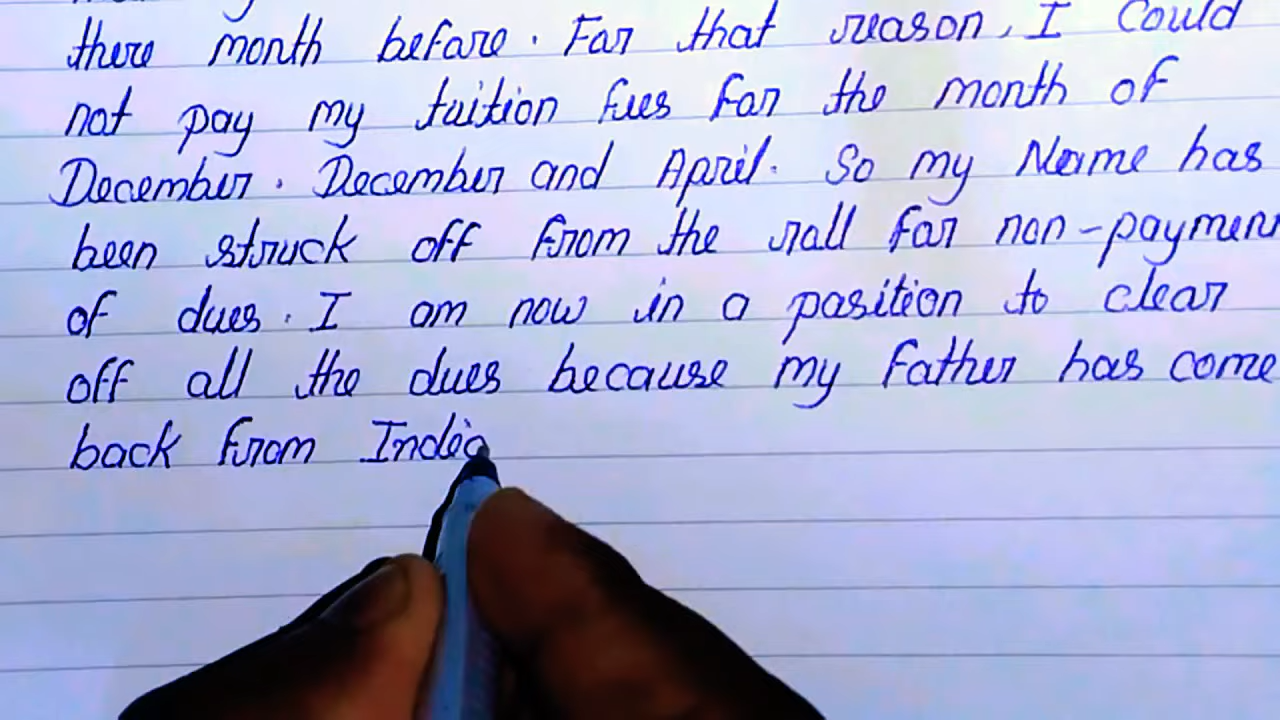 there month before. For that reason, I Could
not pay my tuition fees for the month of
December. December and April. So my Name has
been struck off from the roll for non-paymen
of dues. I am now in a position to clear
off all the dues because my father has come
back from India